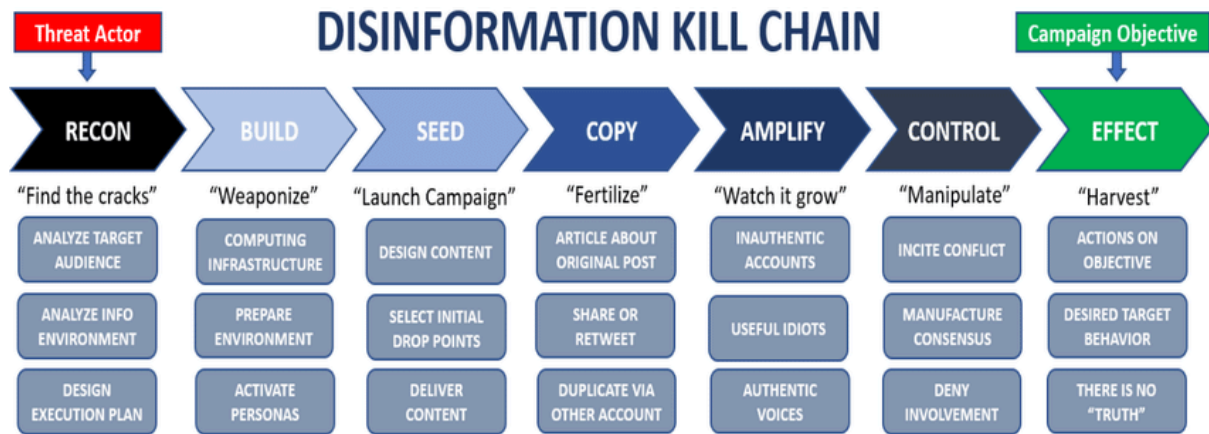 Threat Actor
DISINFORMATION KILL CHAIN
Campaign Objective
RECON
BUILD
SEED
COPY
AMPLIFY
CONTROL
EFFECT
“Find the cracks”
“Weaponize”
“Launch Campaign”
“Fertilize”
“Watch it grow”
“Manipulate”
“Harvest”
ANALYZE TARGET
AUDIENCE
COMPUTING
INFRASTRUCTURE
DESIGN CONTENT
ARTICLE ABOUT
ORIGINAL POST
INAUTHENTIC
ACCOUNTS
INCITE CONFLICT
ACTIONS ON
OBJECTIVE
ANALYZE INFO
ENVIRONMENT
PREPARE
ENVIRONMENT
SELECT INITIAL
DROP POINTS
SHARE OR
RETWEET
USEFUL IDIOTS
MANUFACTURE
CONSENSUS
DESIRED TARGET
BEHAVIOR
DESIGN
EXECUTION PLAN
ACTIVATE
PERSONAS
DELIVER
CONTENT
DUPLICATE VIA
OTHER ACCOUNT
AUTHENTIC
VOICES
DENY
INVOLVEMENT
THERE IS NO
“TRUTH”